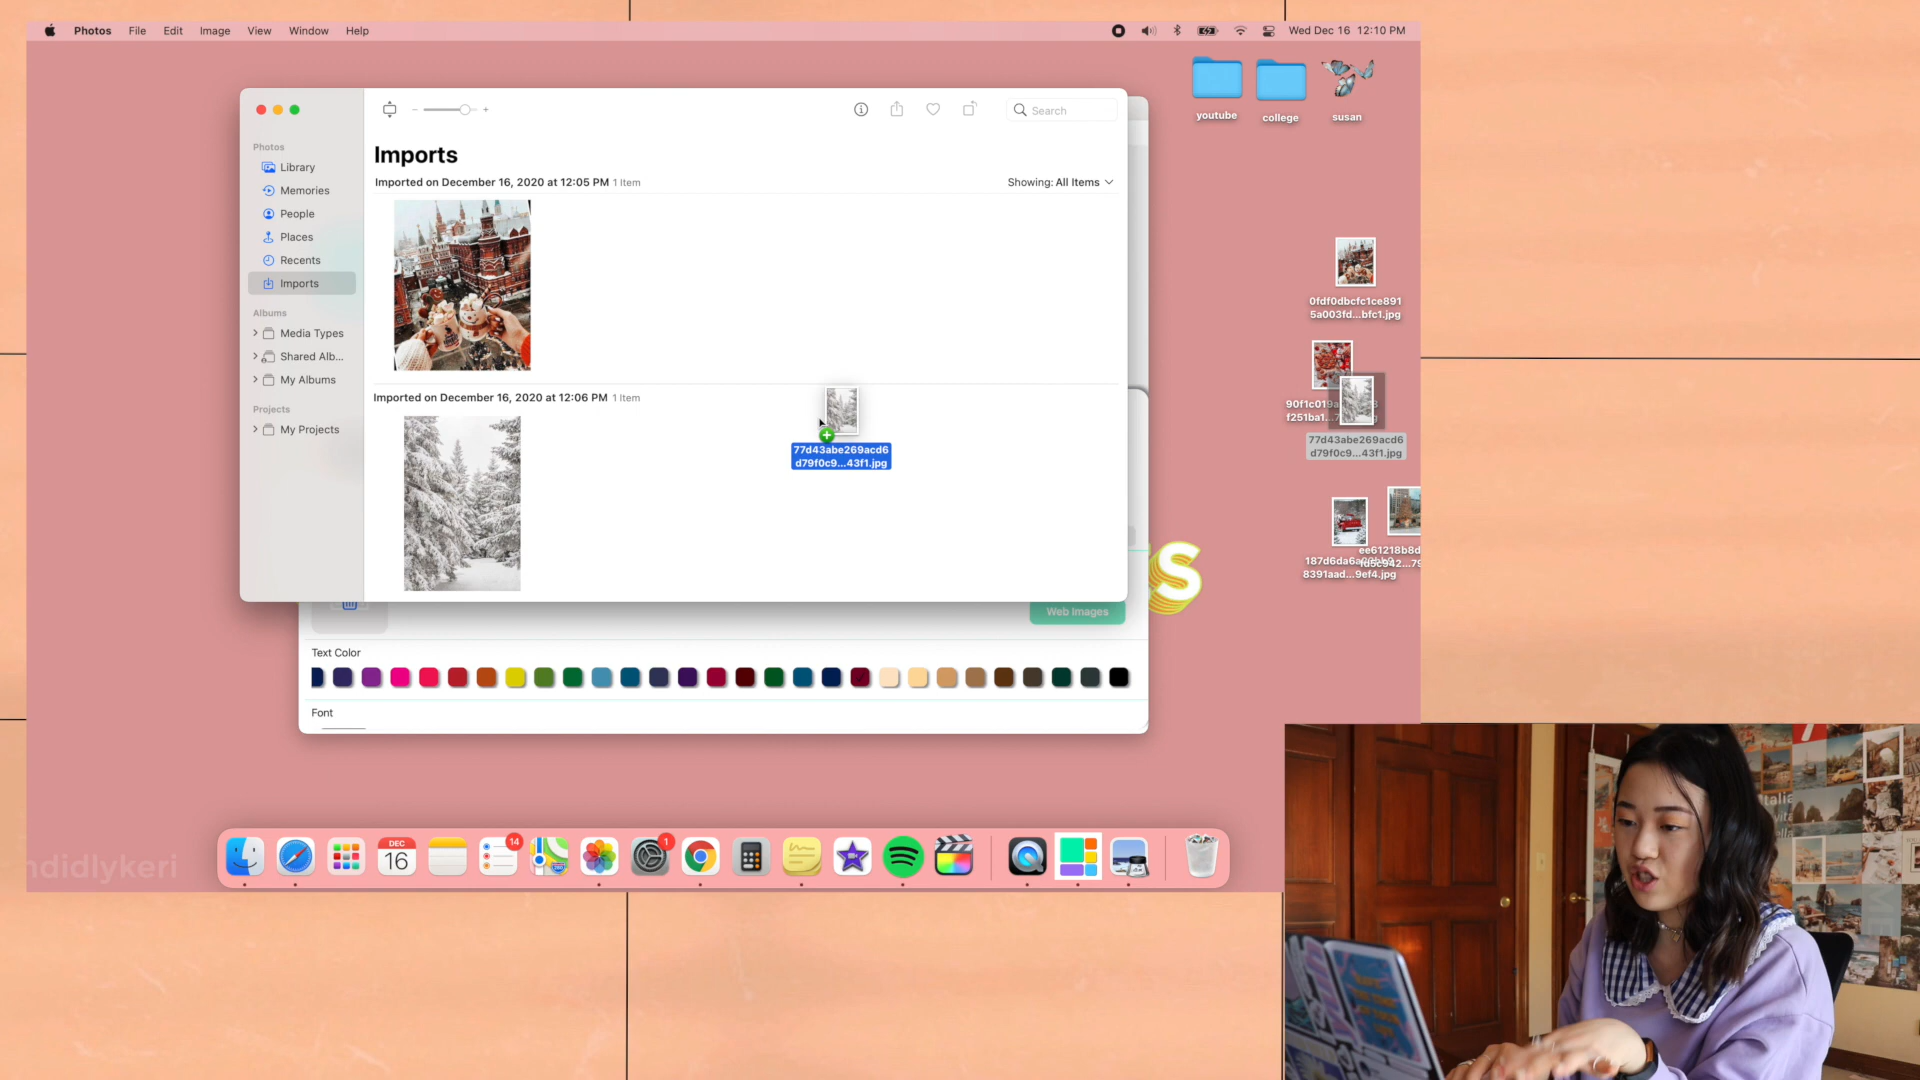 Photos File Edit Image View Window Help
Wed Dec 16 12:10 PM
youtube
college
susan
Search
Photos
Library
Memories
People
Places
Recents
Imports
Albums
Media Types
Shared Alb...
My Albums
Projects
My Projects
Imports
Imported on December 16, 2020 at 12:05 PM 1 Item
Showing: All Items
Imported on December 16, 2020 at 12:06 PM 1 Item
77d43abe269acd6
d79f0c9...43f1.jpg
0fdf0dbcfc1ce891
5a003fd...bfc1.jpg
77d43abe269acd6
d79f0c9...43f1.jpg
8391aad...9ef4.jpg
S
Web Images
Text Color
Font
DEC
16
14
1
ndidlykeri